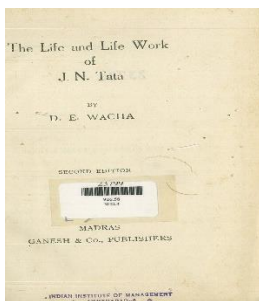 The Life and Life Work
of
J. N. Tata
BY
D. E. WACHA
SECOND EDITION
23799
MADRAS
GANESH & Co., PUBLISHERS
INDIAN INSTITUTE OF MANAGEMENT